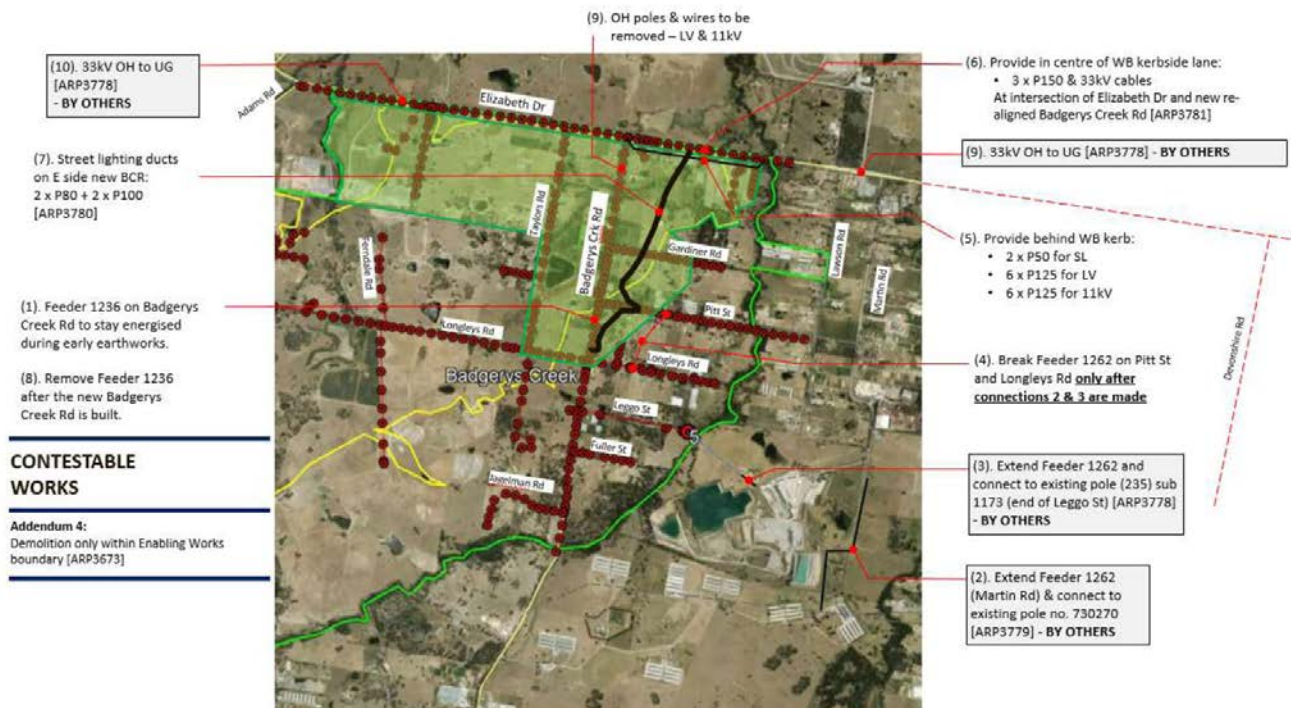 (9). OH poles & wires to be
removed – LV & 11kV
(10). 33kV OH to UG
[ARP3778]
- BY OTHERS
(7). Street lighting ducts
on E side new BCR:
2 x P80 + 2 x P100
[ARP3780]
(1). Feeder 1236 on Badgerys
Creek Rd to stay energised
during early earthworks.
(8). Remove Feeder 1236
after the new Badgerys
Creek Rd is built.
CONTESTABLE
WORKS
Addendum 4:
Demolition only within Enabling Works
boundary [ARP3673]
Adams Rd
Elizabeth Dr
Taylors Rd
Badgerys Crk Rd
Gardiner Rd
Ferndale Rd
Longleys Rd
Pitt St
Longleys Rd
Badgerys Creek
Leggo St
5
Fuller St
Jagelman Rd
Lawson Rd
Martin Rd
Devonshire Rd
(6). Provide in centre of WB kerbside lane:
• 3 x P150 & 33kV cables
At intersection of Elizabeth Dr and new re-
aligned Badgerys Creek Rd [ARP3781]
(9). 33kV OH to UG [ARP3778] - BY OTHERS
(5). Provide behind WB kerb:
• 2 x P50 for SL
• 6 x P125 for LV
• 6 x P125 for 11kV
(4). Break Feeder 1262 on Pitt St
and Longleys Rd only after
connections 2 & 3 are made
(3). Extend Feeder 1262 and
connect to existing pole (235) sub
1173 (end of Leggo St) [ARP3778]
- BY OTHERS
(2). Extend Feeder 1262
(Martin Rd) & connect to
existing pole no. 730270
[ARP3779] - BY OTHERS